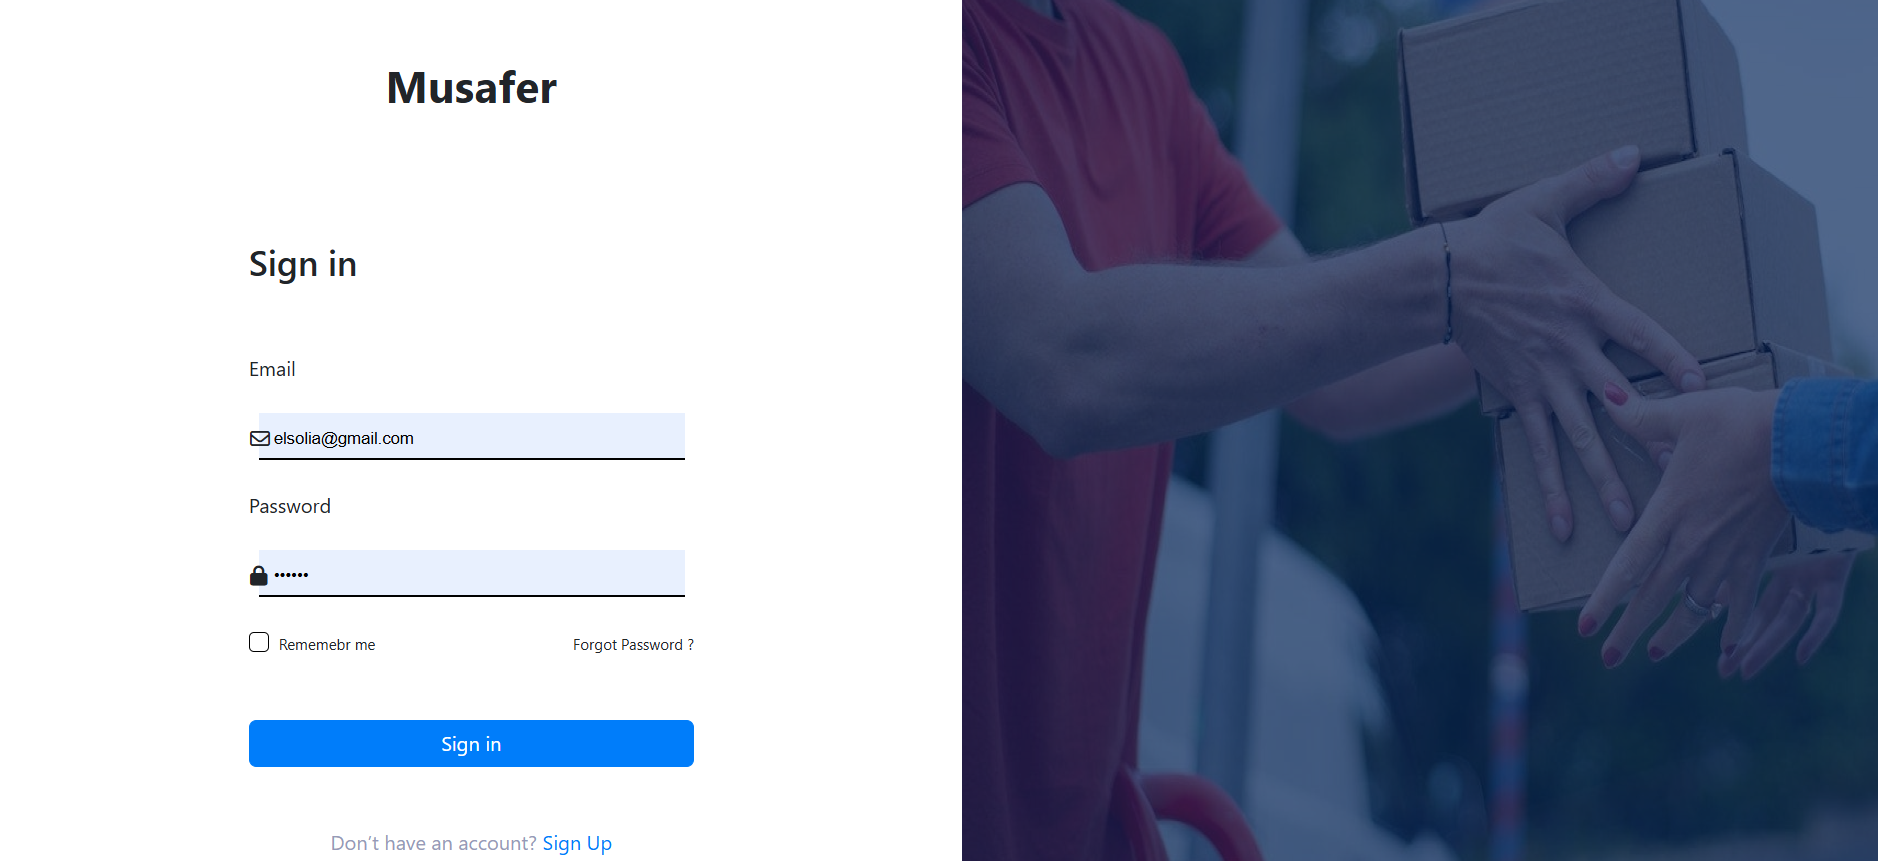 Musafer
Sign in
Email
elsolia@gmail.com
Password
••••••
Rememebr me
Forgot Password ?
Sign in
Don’t have an account? Sign Up